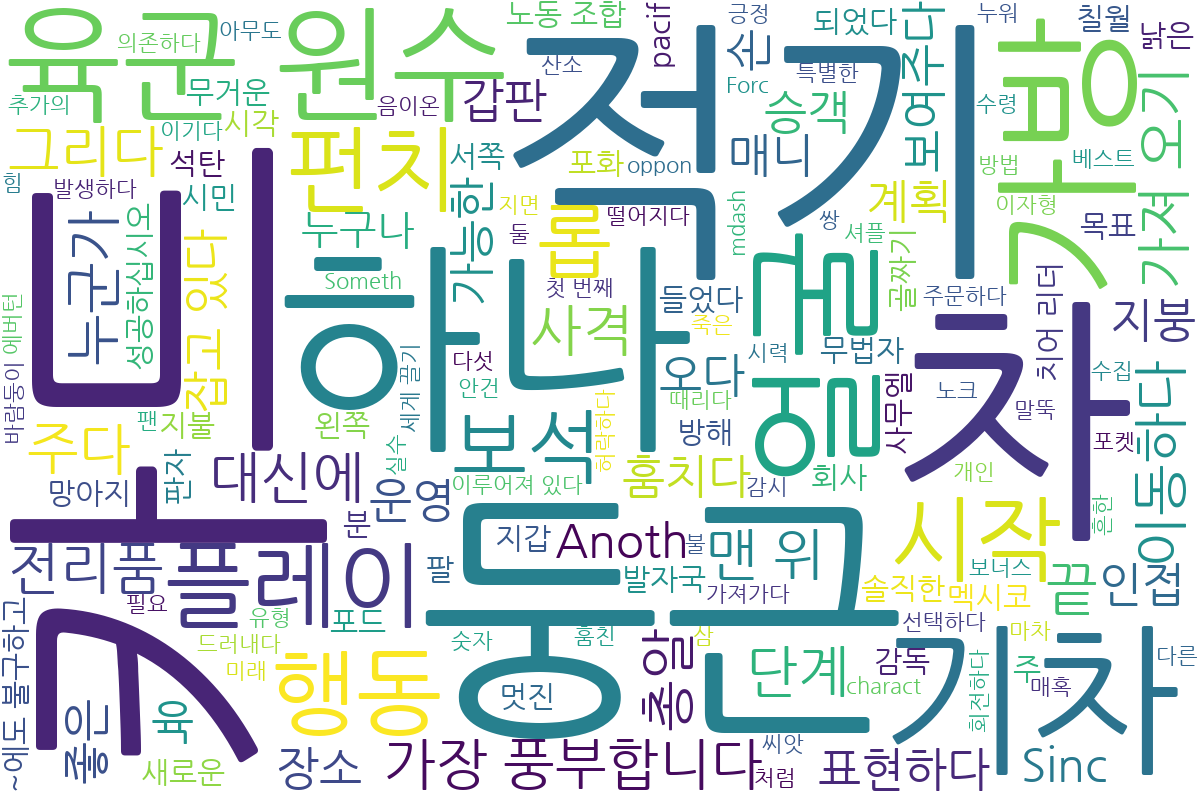 육군 원수
노동 조합
의존하다
아무도
pacif
긍정
손
되었다
누워
칠월
낡은
저기
가방
산소
특별한
Forc
무거운
음이온
갑판
추가의
이기다
시각
그리다
펀치
서쪽
포화
oppon
매니
승객
보여주다
수령
방법
베스트
가져 오기
힘
발생하다
석탄
시민
누구나
가능한
지면
둘
롭
떨어지다
mdash
쌍
계획
셔플
골짜기
이자형
목표
바람둥이 에버턴
누군가
성공하십시오
잡고 있다
디
하나
Someth
첫 번째
들었다
얼굴
주문하다
치어 리더
지붕
사격
죽은
차
세게 끌기
다섯
안건
보석
오다
때리다
시력
무법자
사무엘
노크
수집
말뚝
이동하다
주다
팬
지불
왼쪽
허락하다
방해
포켓
망아지
판자
대신에
실수
운영
이루어져 있다
훔치다
감시
회사
시작
개인
흔한
카
분
둥근
지갑
Anoth
불
맨 위
전리품
플레이
팔
발자국
가져가다
솔직한
보너스
멕시코
끝
인접
필요
유형
포드
드러내다
미래
숫자
훔친
총알
삼
단계
감독
선택하다
기차
마차
주
다른
~에도 불구하고
좋은
육
행동
멋진
charact
회전하다
매혹
새로운
장소
가장 풍부합니다
씨앗
처럼
표현하다
Sinc